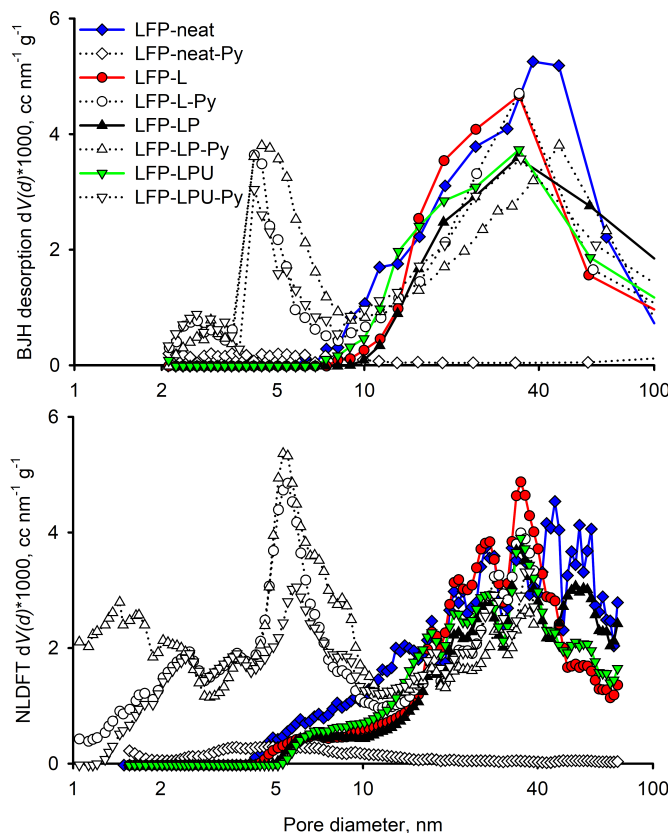 6
LFP-neat
LFP-neat-Py
LFP-L
LFP-L-Py
LFP-LP
LFP-LP-Py
LFP-LPU
LFP-LPU-Py
4
2
0
BJH desorption dV(d)*1000, cc nm⁻¹ g⁻¹
1 2 5 10 40 100
6
4
2
0
NLDFT dV(d)*1000, cc nm⁻¹ g⁻¹
1 2 5 10 40 100
Pore diameter, nm